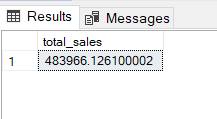 Results Messages
total_sales
1 483966.126100002